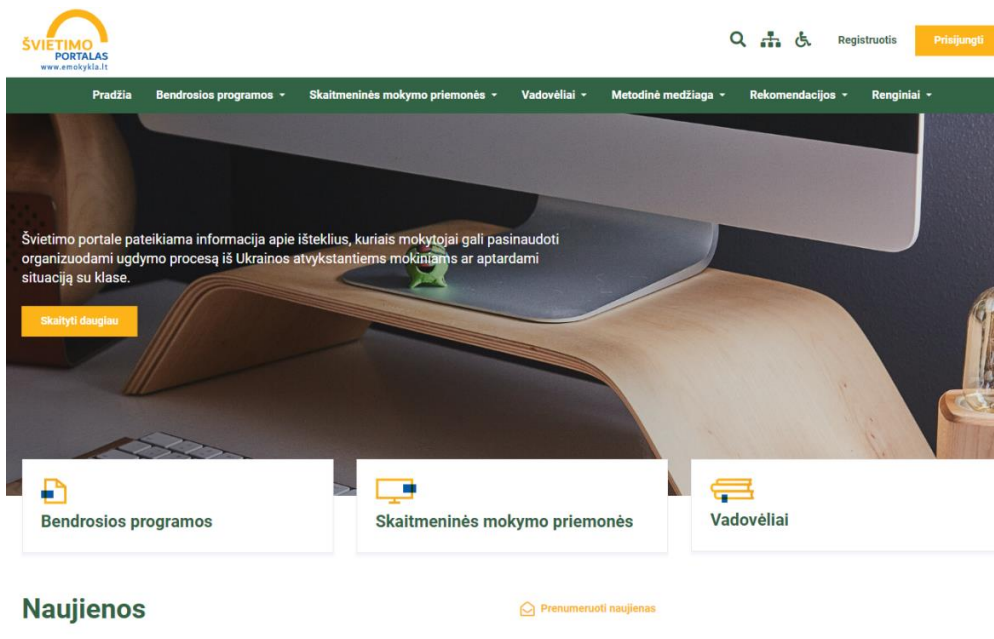 ŠVIETIMO
PORTALAS
www.emokykla.lt
Registruotis
Prisijungti
Pradžia
Bendrosios programos
Skaitmeninės mokymo priemonės
Vadovėliai
Metodinė medžiaga
Rekomendacijos
Renginiai
Švietimo portale pateikiama informacija apie išteklius, kuriais mokytojai gali pasinaudoti
organizuodami ugdymo procesą iš Ukrainos atvykstantiems mokiniams ar aptardami
situaciją su klase.
Skaityti daugiau
Bendrosios programos
Skaitmeninės mokymo priemonės
Vadovėliai
Naujienos
Prenumeruoti naujienas